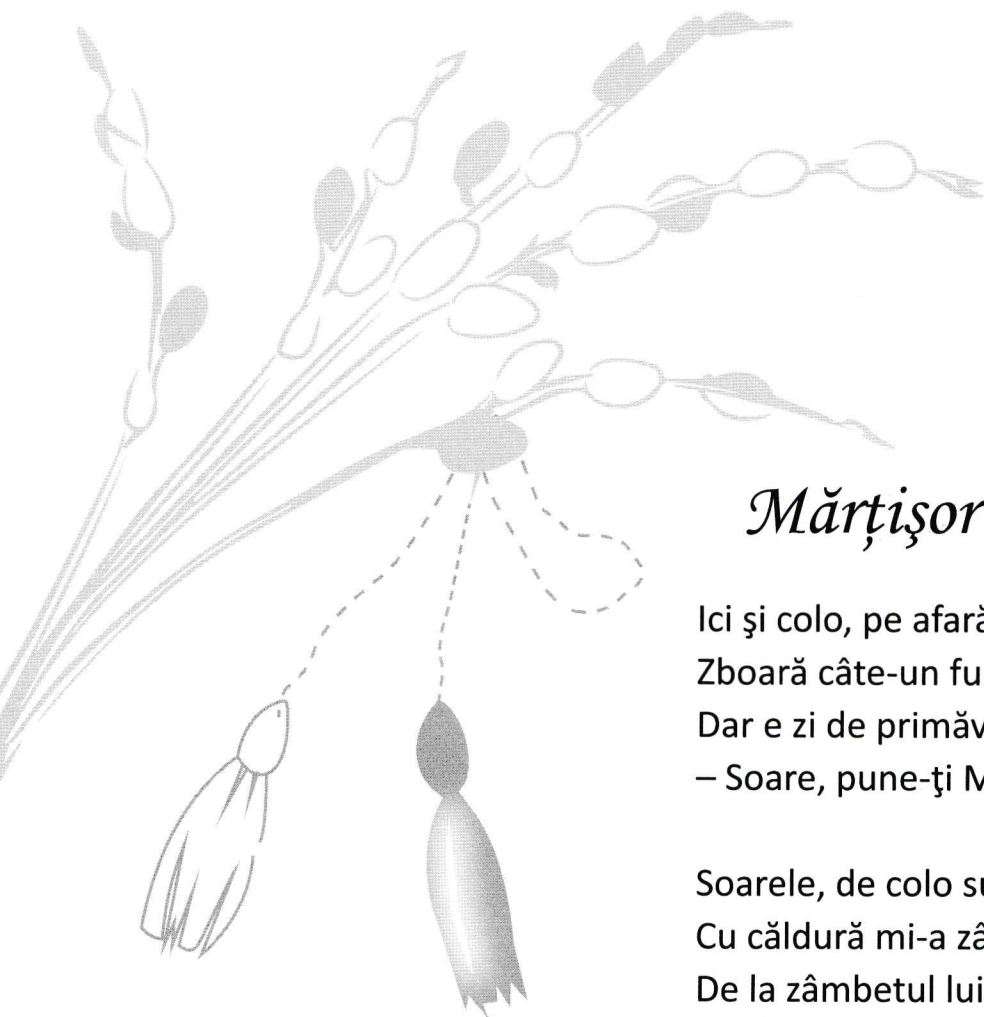 Mărțişor
Ici şi colo, pe afară
Zboară câte-un
Dar e zi de
– Soare, pune-ţi

Soarele, de colo
Cu căldură mi-a
De la zâmbetul lui